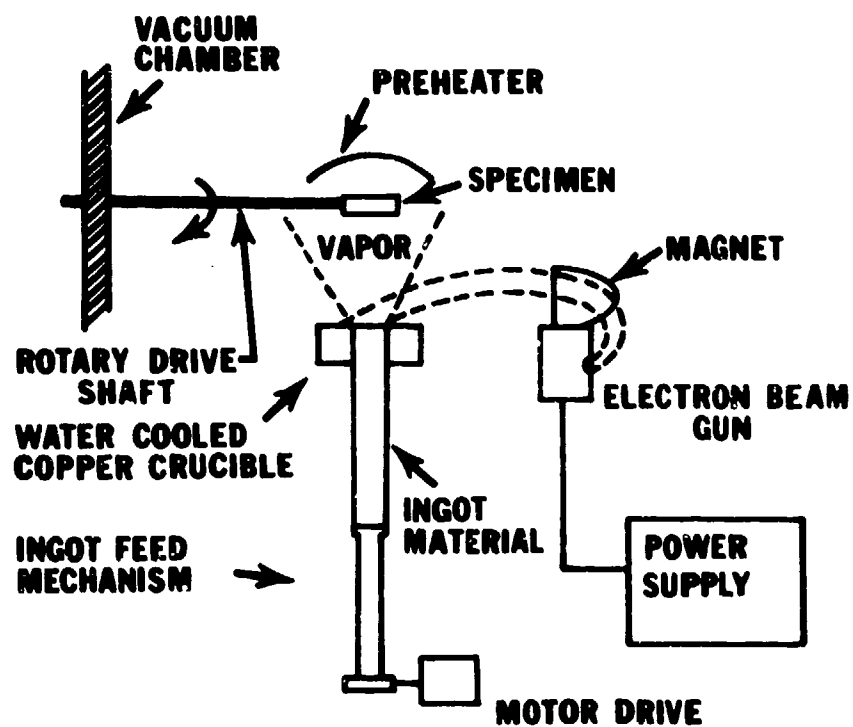 VACUUM
CHAMBER
PREHEATER
SPECIMEN
VAPOR
MAGNET
ROTARY DRIVE
SHAFT
ELECTRON BEAM
GUN
WATER COOLED
COPPER CRUCIBLE
INGOT
MATERIAL
INGOT FEED
MECHANISM
POWER
SUPPLY
MOTOR DRIVE